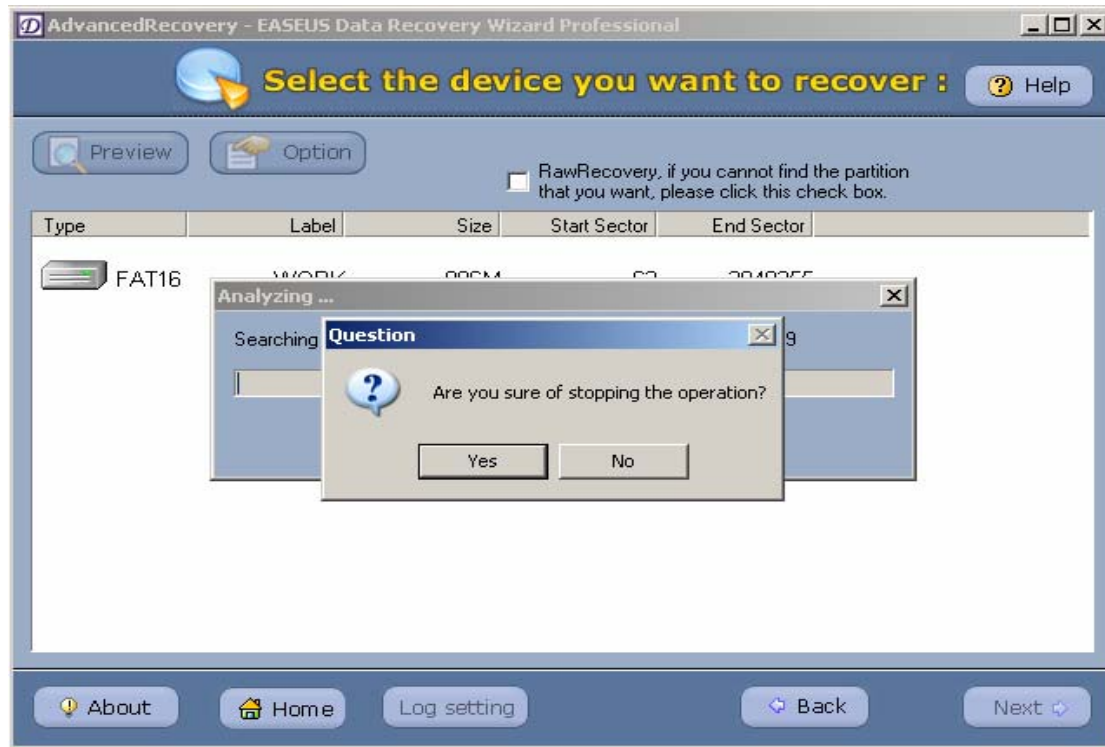 AdvancedRecovery - EASEUS Data Recovery Wizard Professional
Select the device you want to recover :
Help
Preview
Option
RawRecovery, if you cannot find the partition
that you want, please click this check box.
Type Label Size Start Sector End Sector
FAT16 WORK
Analyzing ...
Searching 9
Question
Are you sure of stopping the operation?
Yes No
About Home Log setting Back Next